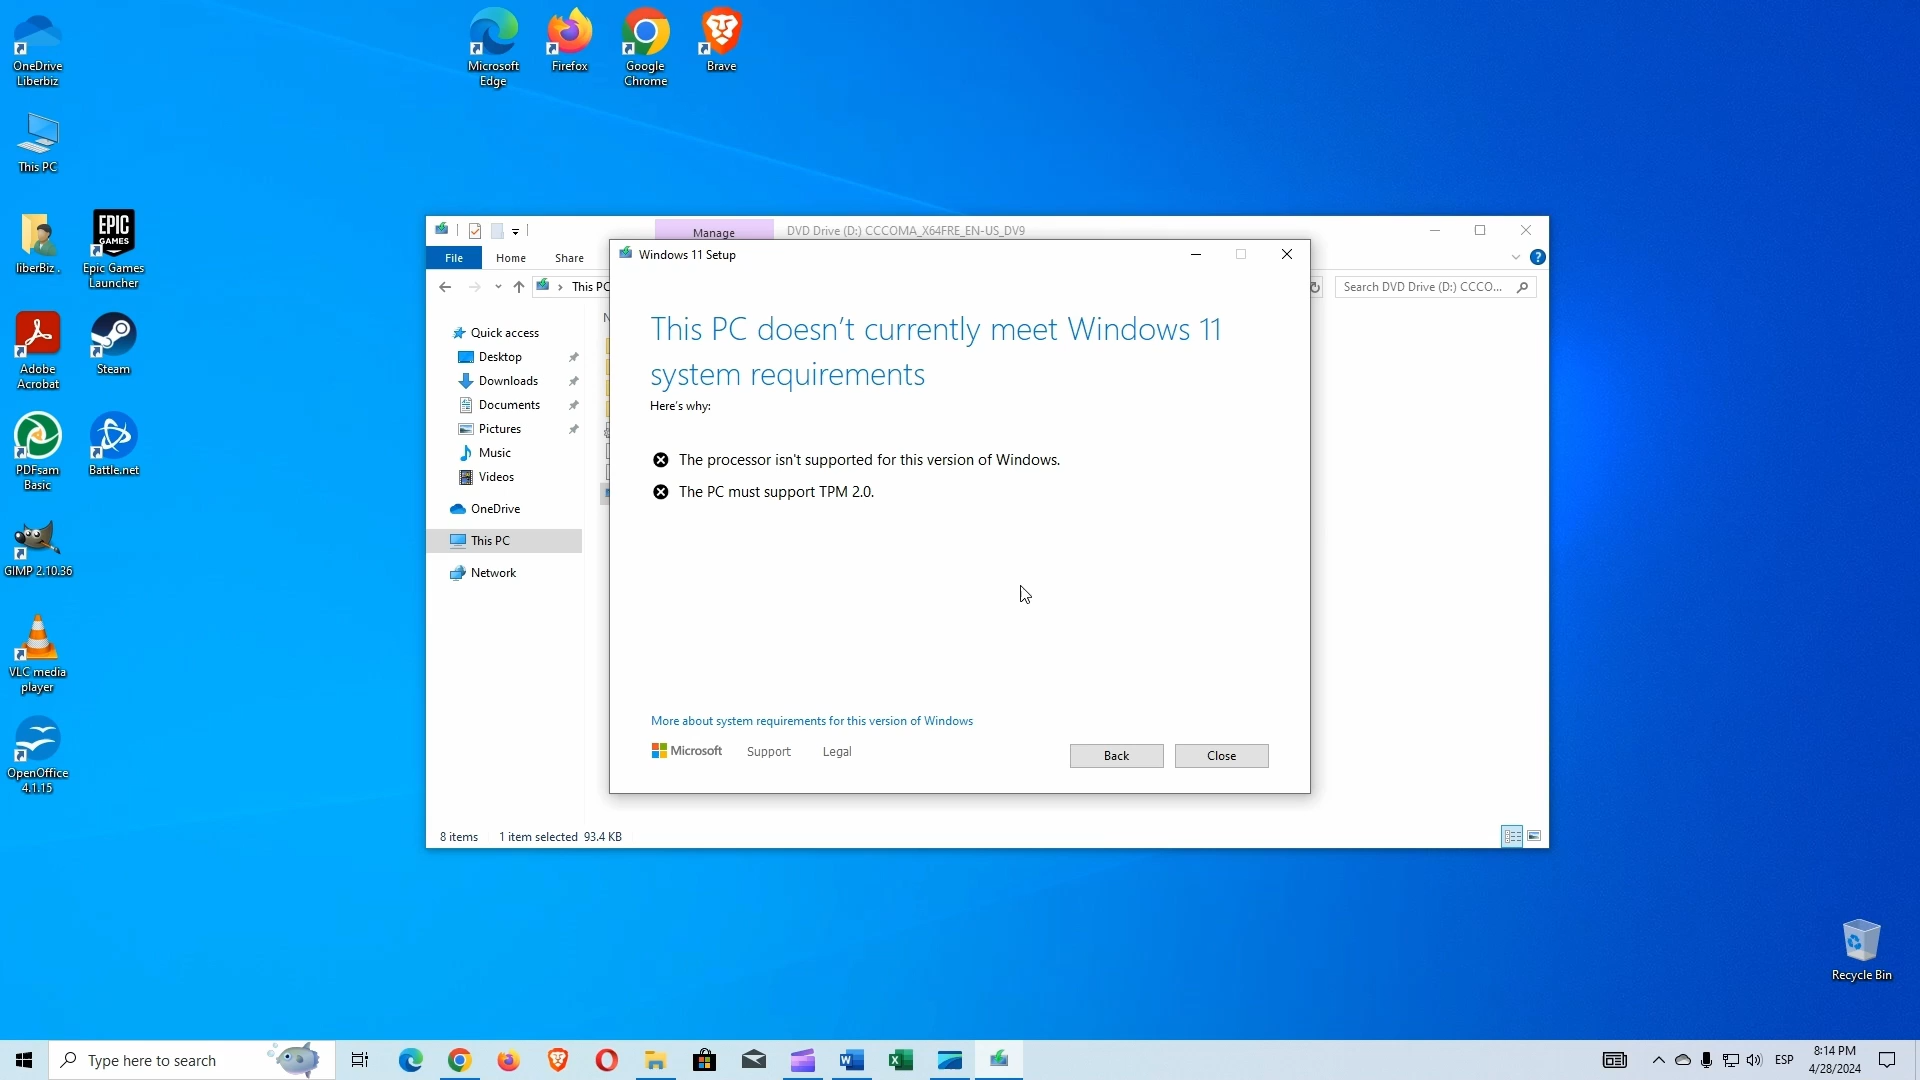 OneDrive
Liberbiz
This PC
liberBiz .
EPIC
GAMES
Epic Games
Launcher
Adobe
Acrobat
Steam
PDFsam
Basic
Battle.net
GIMP 2.10.36
VLC media
player
OpenOffice
4.1.15
Microsoft
Edge
Firefox
Google
Chrome
Brave
Manage
DVD Drive (D:) CCCOMA_X64FRE_EN-US_DV9
File
Home
Share
This PC
Search DVD Drive (D:) CCCO...
Quick access
Desktop
Downloads
Documents
Pictures
Music
Videos
OneDrive
This PC
Network
8 items
1 item selected 93.4 KB
Windows 11 Setup
This PC doesn’t currently meet Windows 11
system requirements
Here’s why:
The processor isn't supported for this version of Windows.
The PC must support TPM 2.0.
More about system requirements for this version of Windows
Microsoft
Support
Legal
Back
Close
Recycle Bin
Type here to search
ESP
8:14 PM
4/28/2024